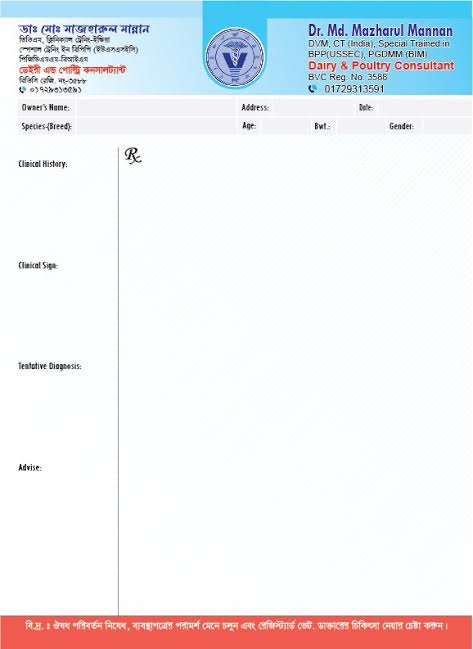 ডাঃ মোঃ মাজহারুল মান্নান
ডিভিএম, ক্লিনিক্যাল ট্রেনিং-ইন্ডিয়া
স্পেশাল ট্রেনিং ইন বিপিপি (ইউএসএসইসি)
পিজিডিএমএম-বিআইএম
ডেইরী এন্ড পোল্ট্রি কনসালট্যান্ট
বিভিসি রেজি. নং-৩৫৮৮
০১৭২৯৩১৩৫৯১
Dr. Md. Mazharul Mannan
DVM, CT (India), Special Trained in
BPP(USSEC), PGDMM (BIM)
Dairy & Poultry Consultant
BVC Reg. No. 3588
01729313591
Owner's Name: Address: Date:
Species-(Breed): Age: Bwt.: Gender:
℞
Clinical History:
Clinical Sign:
Tentative Diagnosis:
Advise:
বি.দ্র. ঃ ঔষধ পরিবর্তন নিষেধ, ব্যবস্থাপত্রের পরামর্শ মেনে চলুন এবং রেজিস্ট্যার্ড ভেট. ডাক্তারের চিকিৎসা নেয়ার চেষ্টা করুন।